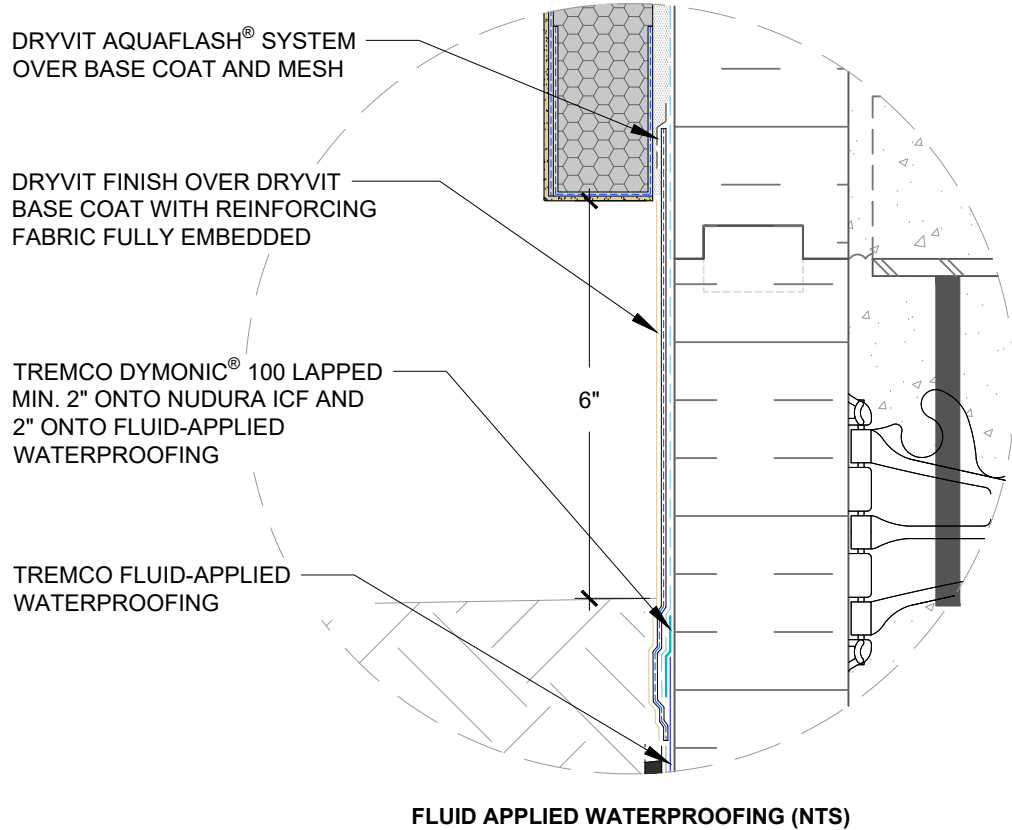 DRYVIT AQUAFLASH® SYSTEM
OVER BASE COAT AND MESH
DRYVIT FINISH OVER DRYVIT
BASE COAT WITH REINFORCING
FABRIC FULLY EMBEDDED
TREMCO DYMONIC® 100 LAPPED
MIN. 2" ONTO NUDURA ICF AND
2" ONTO FLUID-APPLIED
WATERPROOFING
6"
TREMCO FLUID-APPLIED
WATERPROOFING
FLUID APPLIED WATERPROOFING (NTS)